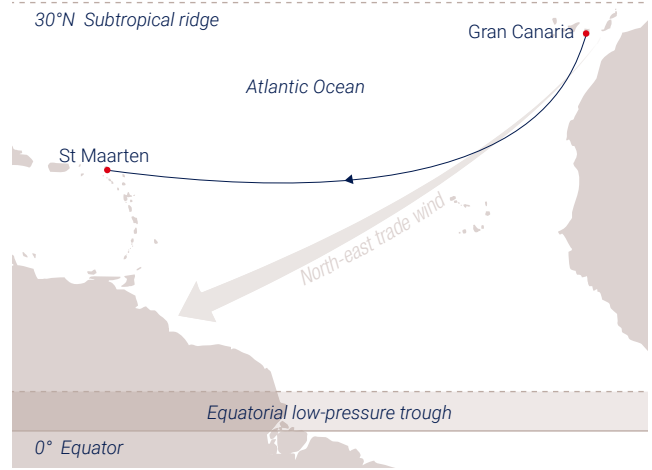 30°N  Subtropical ridge
Gran Canaria
Atlantic Ocean
St Maarten
North-east trade wind
Equatorial low-pressure trough
0°  Equator